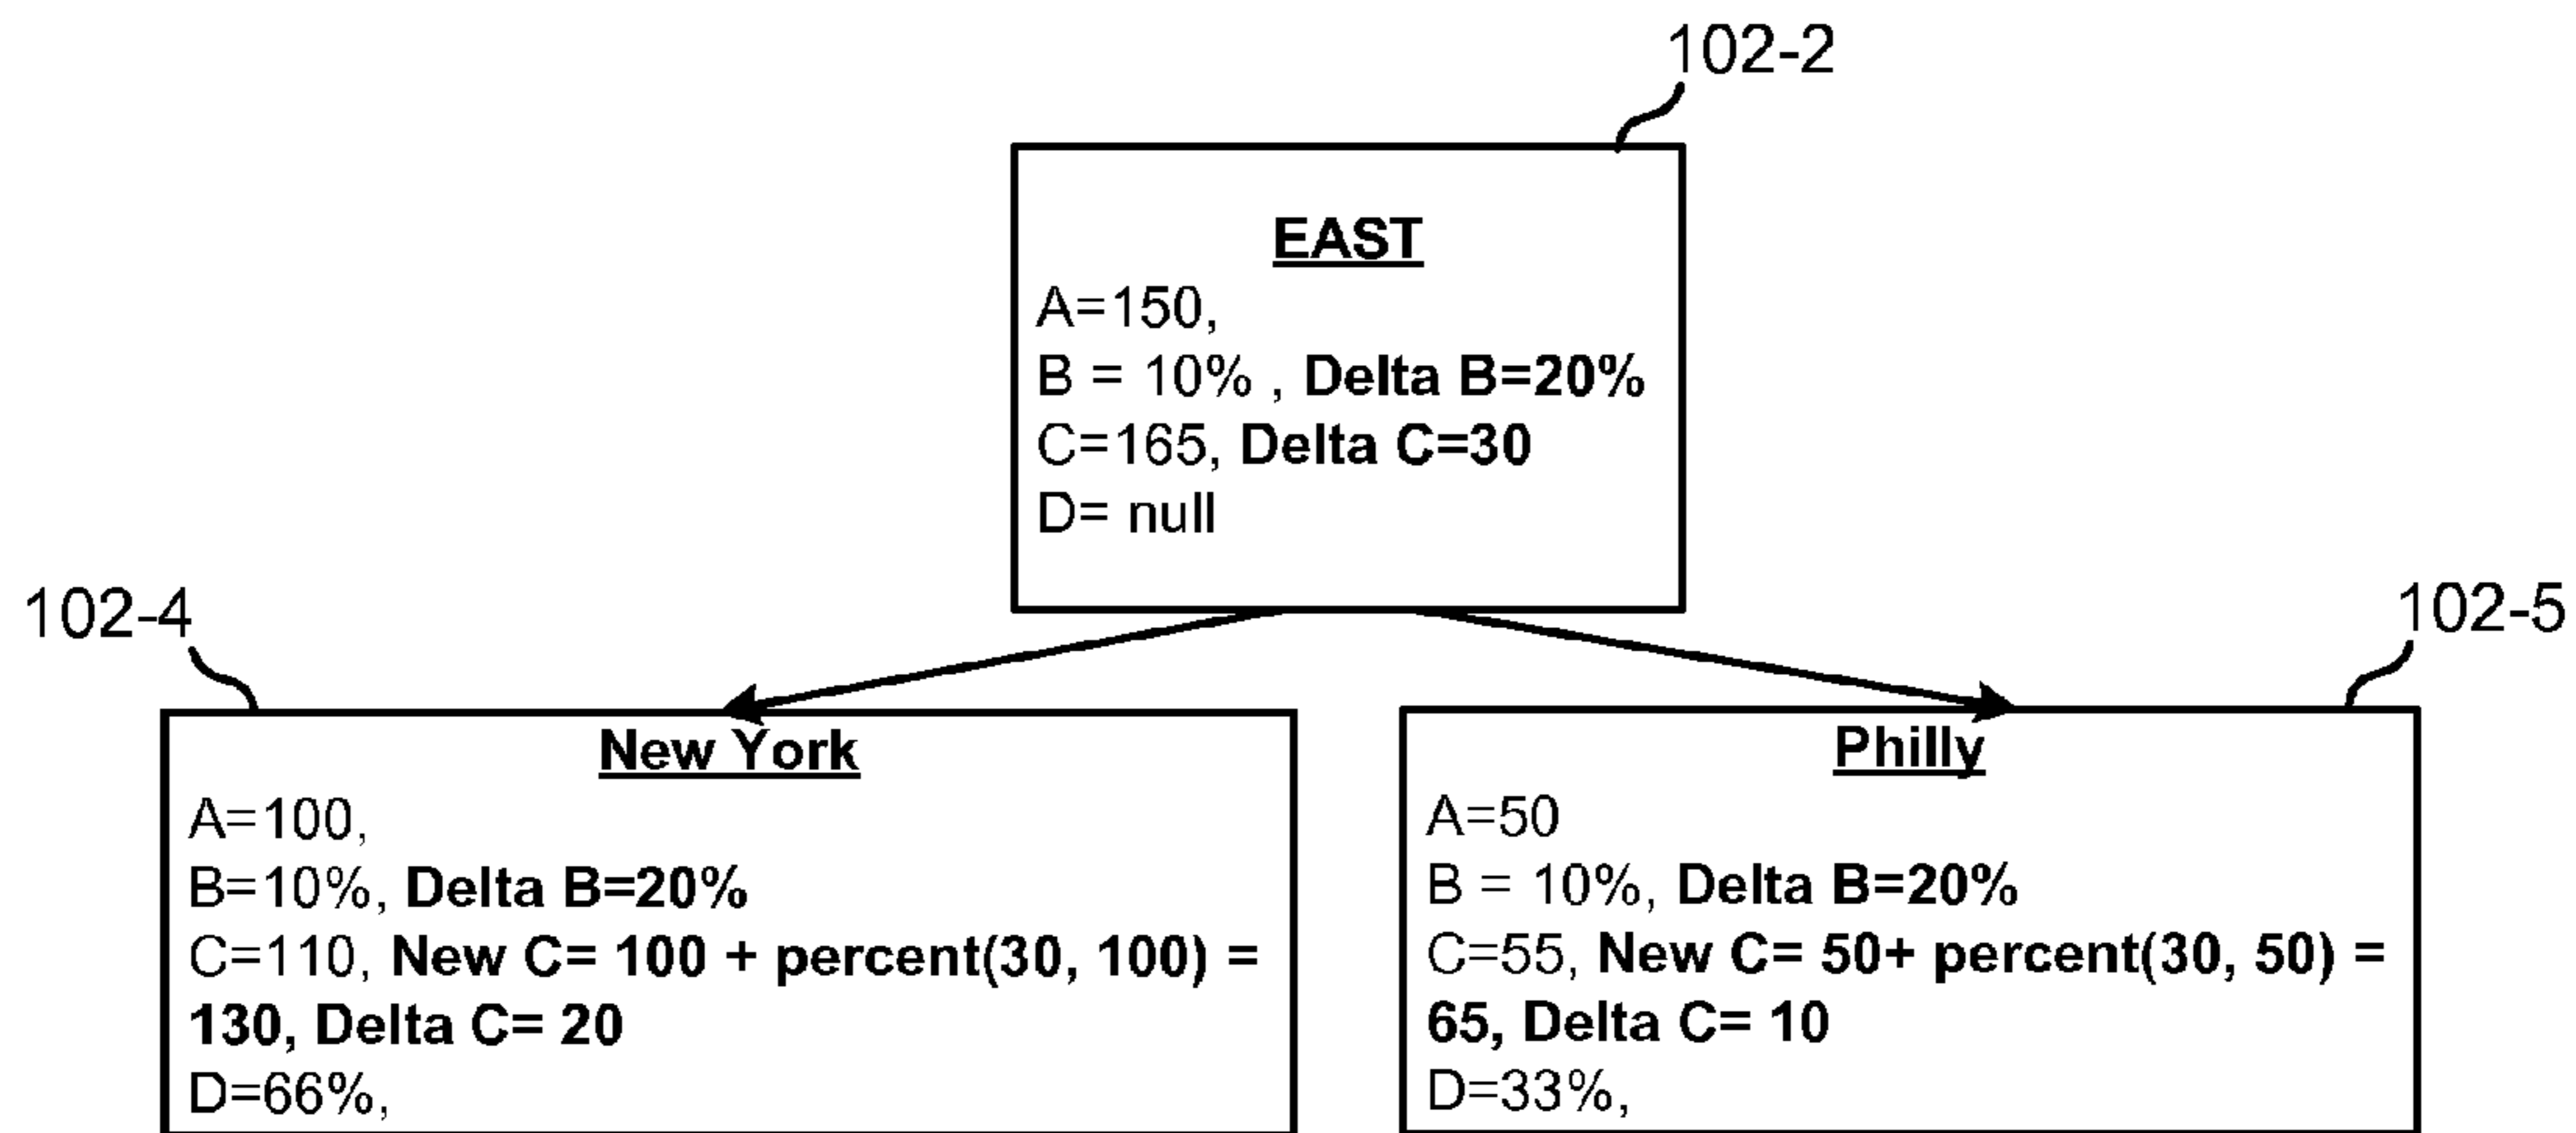 102-2
EAST
A=150,
B = 10% , Delta B=20%
C=165, Delta C=30
D= null
102-4
102-5
New York
A=100,
B=10%, Delta B=20%
C=110, New C= 100 + percent(30, 100) =
130, Delta C= 20
D=66%,
Philly
A=50
B = 10%, Delta B=20%
C=55, New C= 50+ percent(30, 50) =
65, Delta C= 10
D=33%,